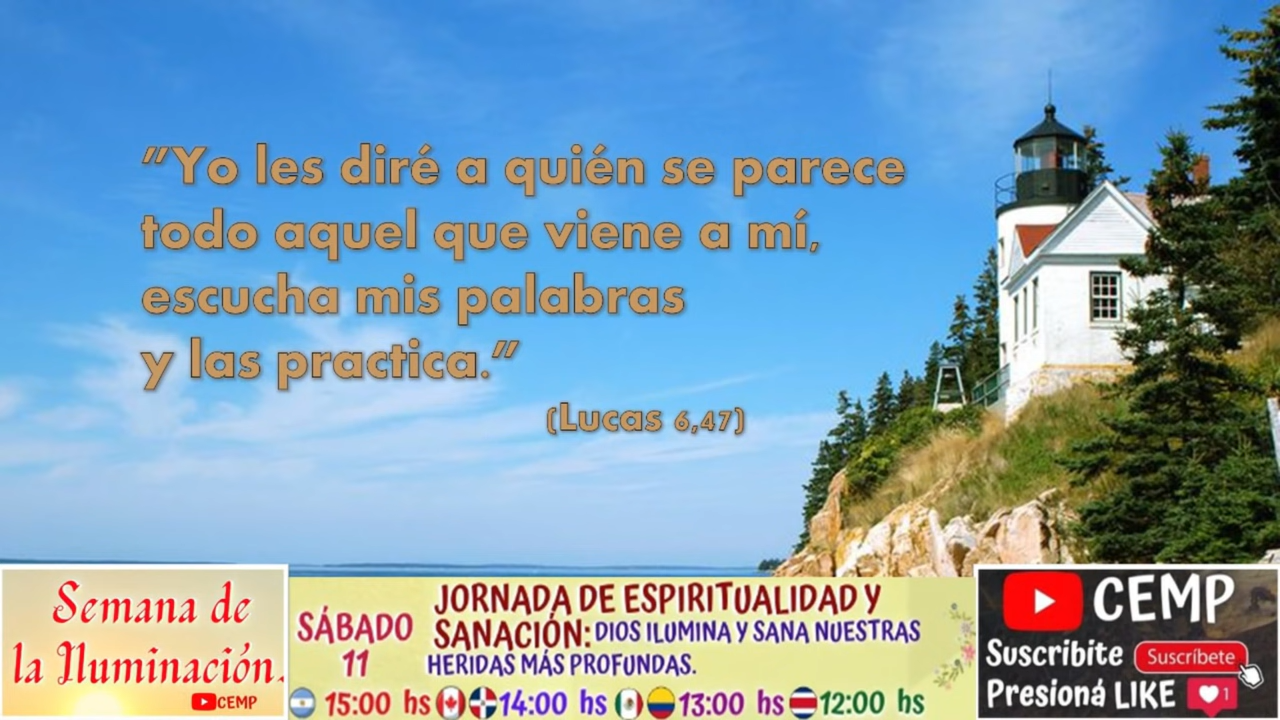 "Yo les diré a quién se parece
todo aquel que viene a mí,
escucha mis palabras
y las practica."
(Lucas 6,47)
Semana de
la Iluminación.
CEMP
SÁBADO
11
JORNADA DE ESPIRITUALIDAD Y
SANACIÓN: DIOS ILUMINA Y SANA NUESTRAS
HERIDAS MÁS PROFUNDAS.
15:00 hs 14:00 hs 13:00 hs 12:00 hs
CEMP
Suscribite Suscríbete
Presioná LIKE 1